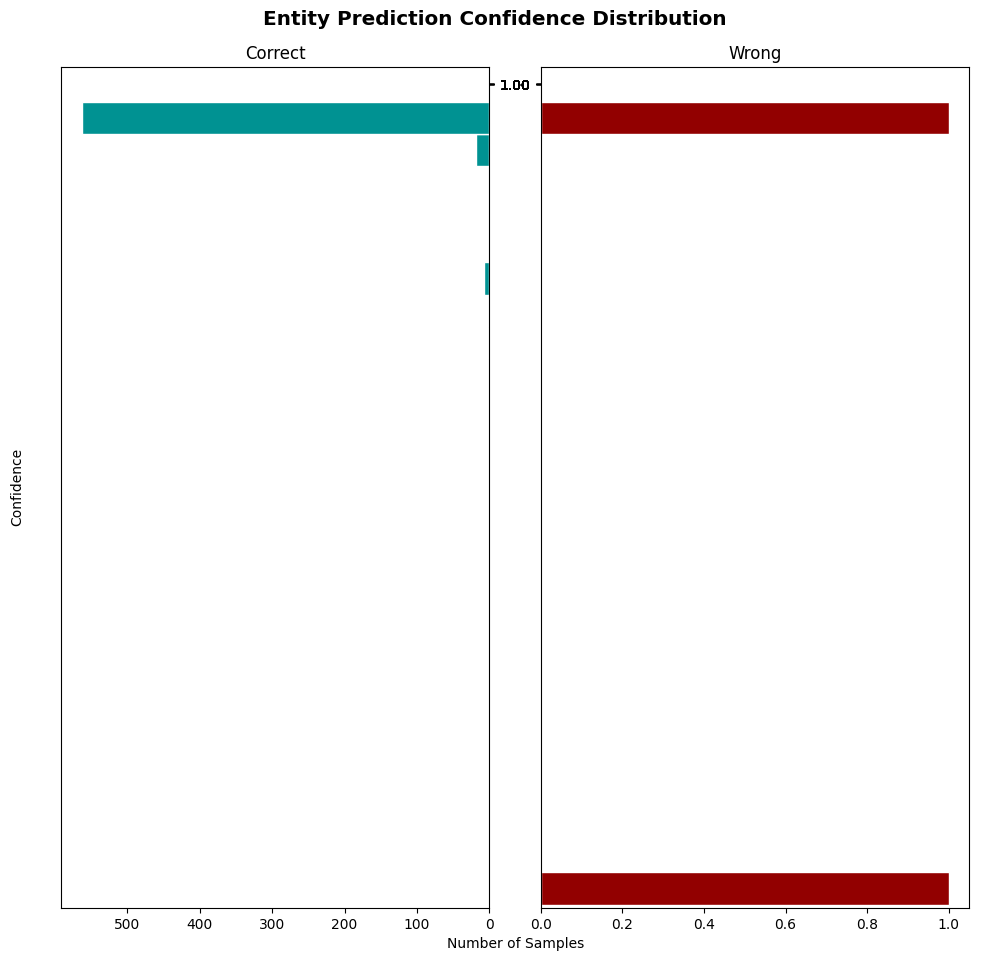 Entity Prediction Confidence Distribution
Correct
Wrong
1.00
Confidence
500 400 300 200 100 0
0.0 0.2 0.4 0.6 0.8 1.0
Number of Samples